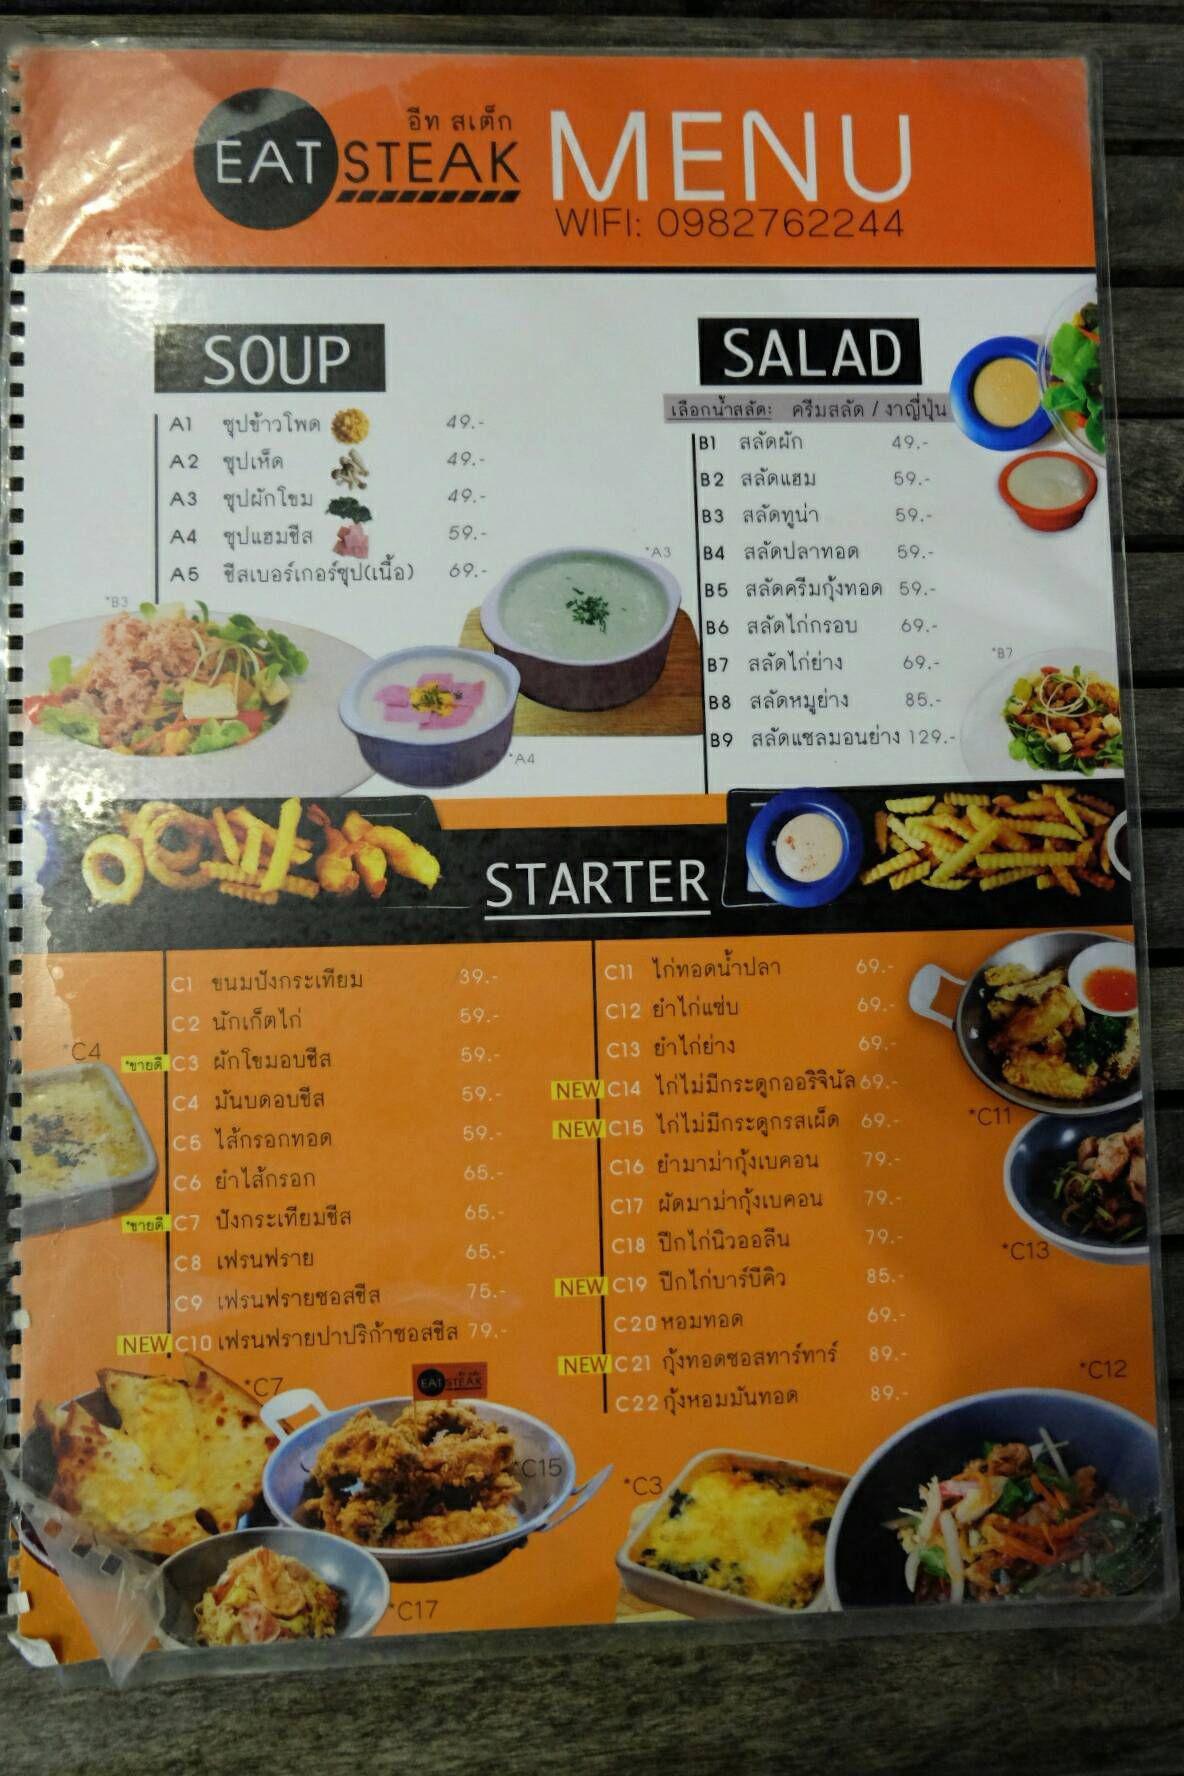 อีท สเต็ก
EAT STEAK
MENU
WIFI: 0982762244
SOUP
A1 ซุปข้าวโพด 49.-
A2 ซุปเห็ด 49.-
A3 ซุปผักโขม 49.-
A4 ซุปแฮมชีส 59.-
A5 ชีสเบอร์เกอร์ซุป(เนื้อ) 69.-
*B3
*A3
*A4
SALAD
เลือกน้ำสลัด: ครีมสลัด / งาญี่ปุ่น
B1 สลัดผัก 49.-
B2 สลัดแฮม 59.-
B3 สลัดทูน่า 59.-
B4 สลัดปลาทอด 59.-
B5 สลัดครีมกุ้งทอด 59.-
B6 สลัดไก่กรอบ 69.-
B7 สลัดไก่ย่าง 69.-
B8 สลัดหมูย่าง 85.-
B9 สลัดแซลมอนย่าง 129.-
*B7
STARTER
C1 ขนมปังกระเทียม 39.-
C2 นักเก็ตไก่ 59.-
*ขายดี C3 ผักโขมอบชีส 59.-
C4 มันบดอบชีส 59.-
C5 ไส้กรอกทอด 59.-
C6 ยำไส้กรอก 65.-
*ขายดี C7 ปังกระเทียมชีส 65.-
C8 เฟรนฟราย 65.-
C9 เฟรนฟรายซอสชีส 75.-
NEW C10 เฟรนฟรายปาปริก้าซอสชีส 79.-
*C4
C11 ไก่ทอดน้ำปลา 69.-
C12 ยำไก่แซ่บ 69.-
C13 ยำไก่ย่าง 69.-
NEW C14 ไก่ไม่มีกระดูกออริจินัล 69.-
NEW C15 ไก่ไม่มีกระดูกรสเผ็ด 69.-
C16 ยำมาม่ากุ้งเบคอน 79.-
C17 ผัดมาม่ากุ้งเบคอน 79.-
C18 ปีกไก่นิวออลีน 79.-
NEW C19 ปีกไก่บาร์บีคิว 85.-
C20 หอมทอด 69.-
NEW C21 กุ้งทอดซอสทาร์ทาร์ 89.-
C22 กุ้งหอมมันทอด 89.-
*C11
*C13
*C12
*C7
EAT STEAK
*C15
*C3
*C17